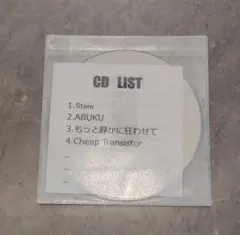 CD LIST
1.Stem
2.ABUKU
3.もっと静かに狂わせて
4.Cheap Transistor
_
_
_